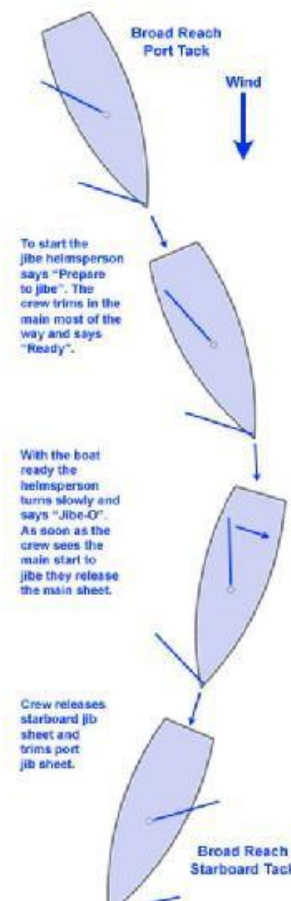 Broad Reach
Port Tack
Wind
To start the
jibe helmsperson
says “Prepare
to jibe”. The
crew trims in the
main most of the
way and says
“Ready”.
With the boat
ready the
helmsperson
turns slowly and
says “Jibe-O”.
As soon as the
crew sees the
main start to
jibe they release
the main sheet.
Crew releases
starboard jib
sheet and
trims port
jib sheet.
Broad Reach
Starboard Tack